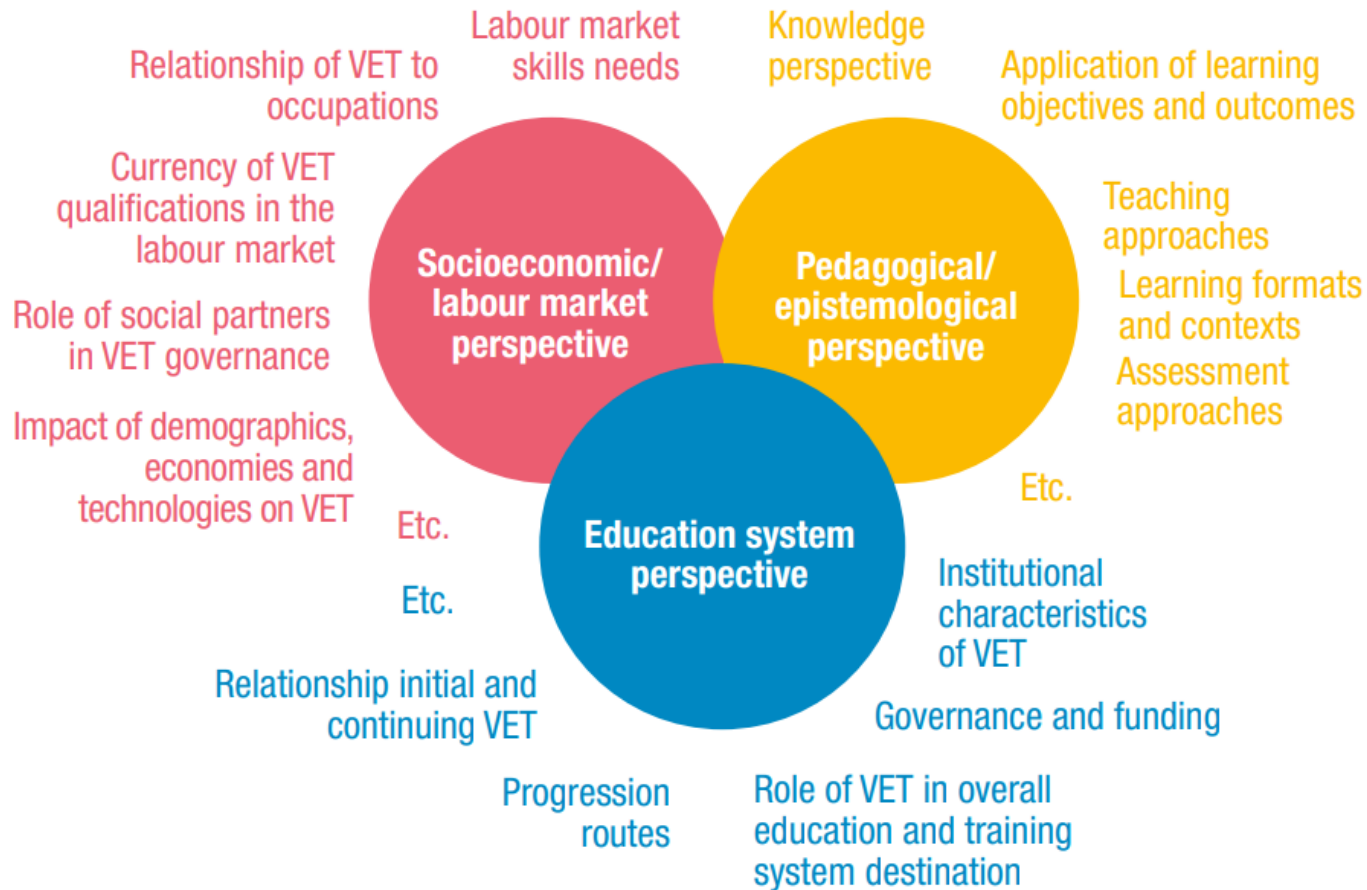 Labour market
skills needs
Relationship of VET to
occupations
Currency of VET
qualifications in the
labour market
Role of social partners
in VET governance
Impact of demographics,
economies and
technologies on VET
Etc.
Socioeconomic/
labour market
perspective
Knowledge
perspective
Application of learning
objectives and outcomes
Teaching
approaches
Learning formats
and contexts
Assessment
approaches
Etc.
Pedagogical/
epistemological
perspective
Education system
perspective
Etc.
Relationship initial and
continuing VET
Progression
routes
Institutional
characteristics
of VET
Governance and funding
Role of VET in overall
education and training
system destination